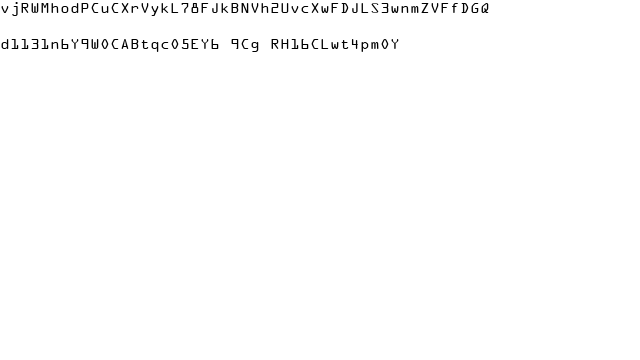 vjRWMhodPCuCXrVykL78FJkBNVh2UvcXwFDJLS3wnmZVFfDGQ
d1131n6Y9W0CABtqc05EY6 9Cg RH16CLwt4pm0Y